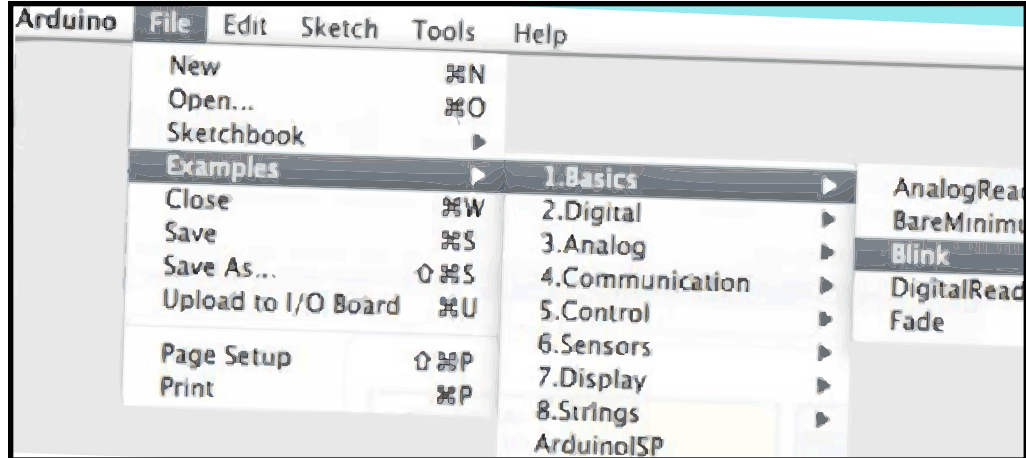 Arduino File Edit Sketch Tools Help
New ⌘N
Open... ⌘O
Sketchbook
Examples
Close ⌘W
Save ⌘S
Save As... ⇧⌘S
Upload to I/O Board ⌘U
Page Setup ⇧⌘P
Print ⌘P
1.Basics
2.Digital
3.Analog
4.Communication
5.Control
6.Sensors
7.Display
8.Strings
ArduinoISP
AnalogRea
BareMinimu
Blink
DigitalRead
Fade